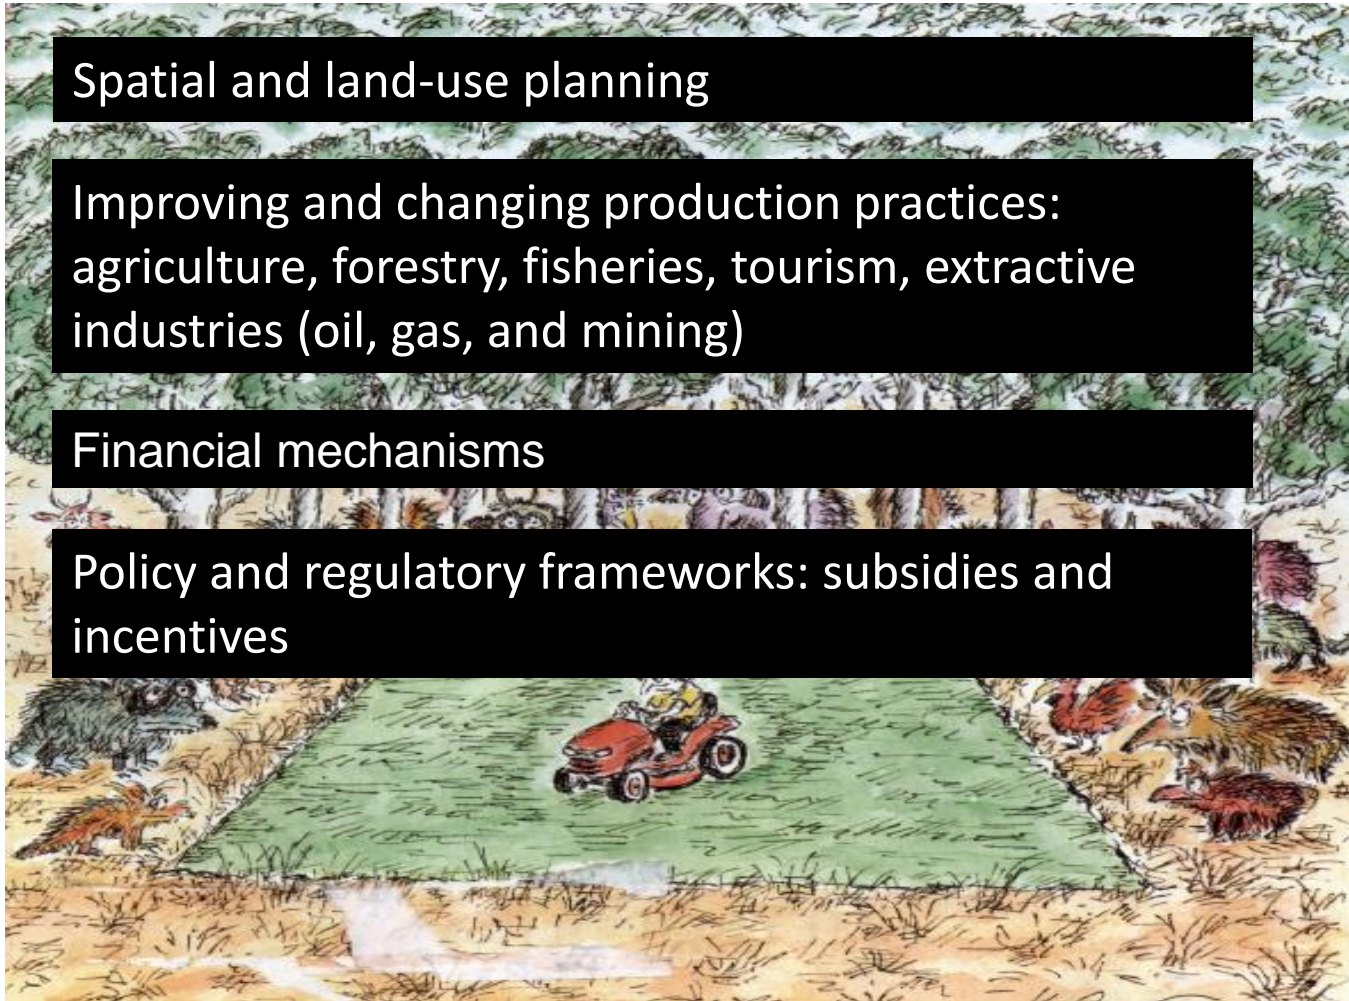 Spatial and land-use planning
Improving and changing production practices:
agriculture, forestry, fisheries, tourism, extractive
industries (oil, gas, and mining)
Financial mechanisms
Policy and regulatory frameworks: subsidies and
incentives